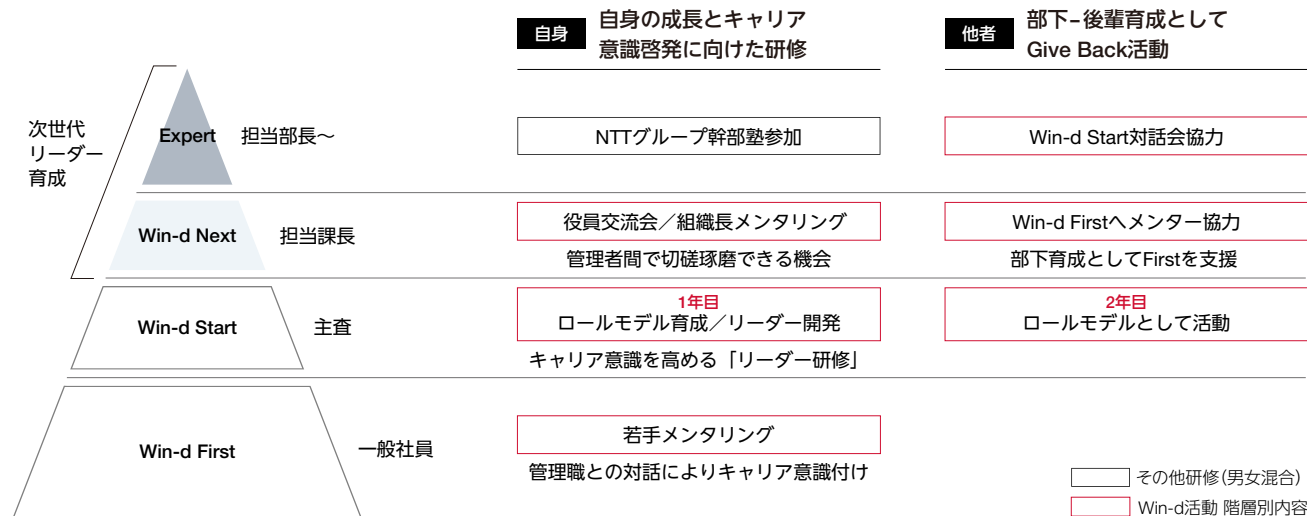 自身
自身の成長とキャリア
意識啓発に向けた研修
他者
部下−後輩育成として
Give Back活動
次世代
リーダー
育成
Expert
担当部長～
NTTグループ幹部塾参加
Win-d Start対話会協力
Win-d Next
担当課長
役員交流会／組織長メンタリング
管理者間で切磋琢磨できる機会
Win-d Firstへメンター協力
部下育成としてFirstを支援
Win-d Start
主査
1年目
ロールモデル育成／リーダー開発
キャリア意識を高める「リーダー研修」
2年目
ロールモデルとして活動
Win-d First
一般社員
若手メンタリング
管理職との対話によりキャリア意識付け
その他研修(男女混合)
Win-d活動 階層別内容